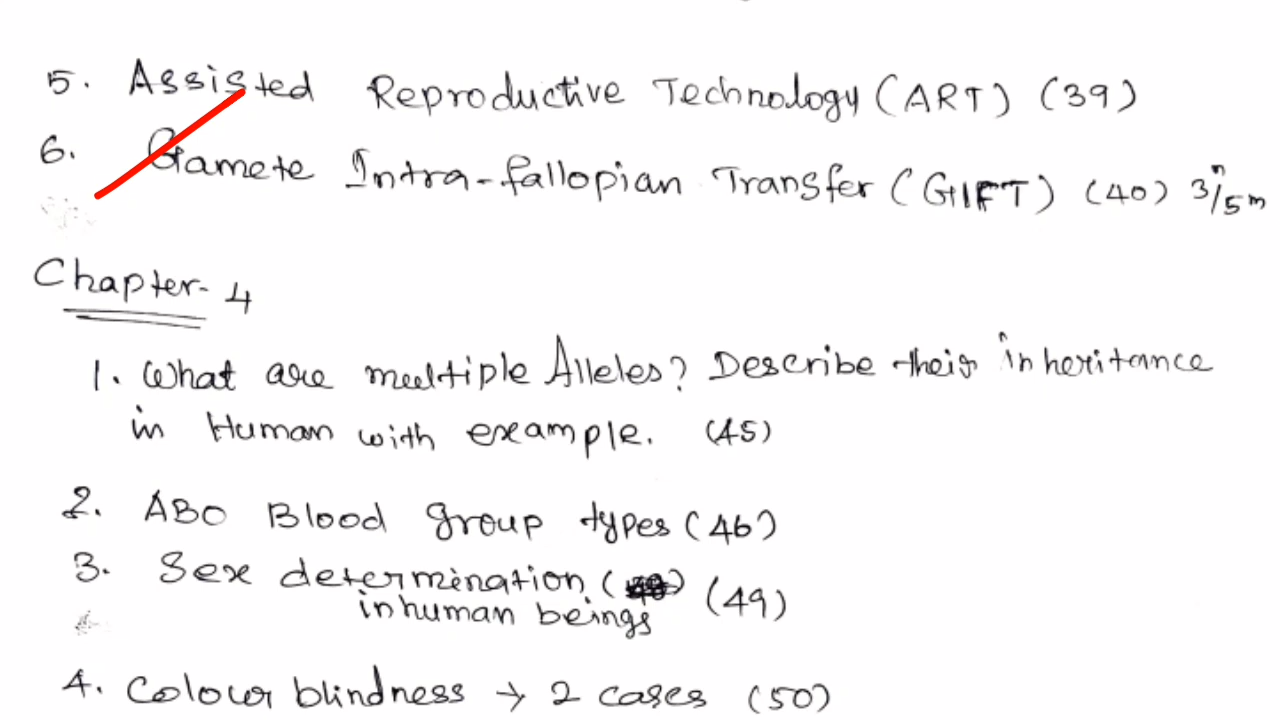 5. Assisted Reproductive Technology (ART) (39)
6. Gamete Intra-fallopian Transfer (GIFT) (40) 3m/5m
Chapter-4
1. What are multiple Alleles? Describe their inheritance
in Human with example. (45)
2. ABO Blood group types (46)
3. Sex determination (49)
in human beings
4. Colour blindness → 2 cases (50)